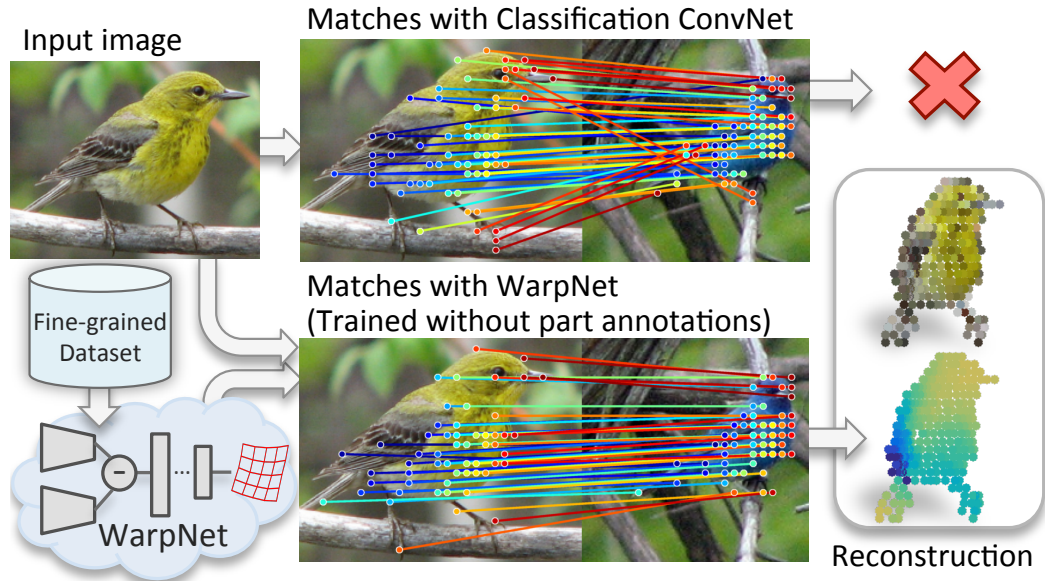 Input image
Matches with Classification ConvNet
Fine-grained
Dataset
Matches with WarpNet
(Trained without part annotations)
−
...
WarpNet
Reconstruction